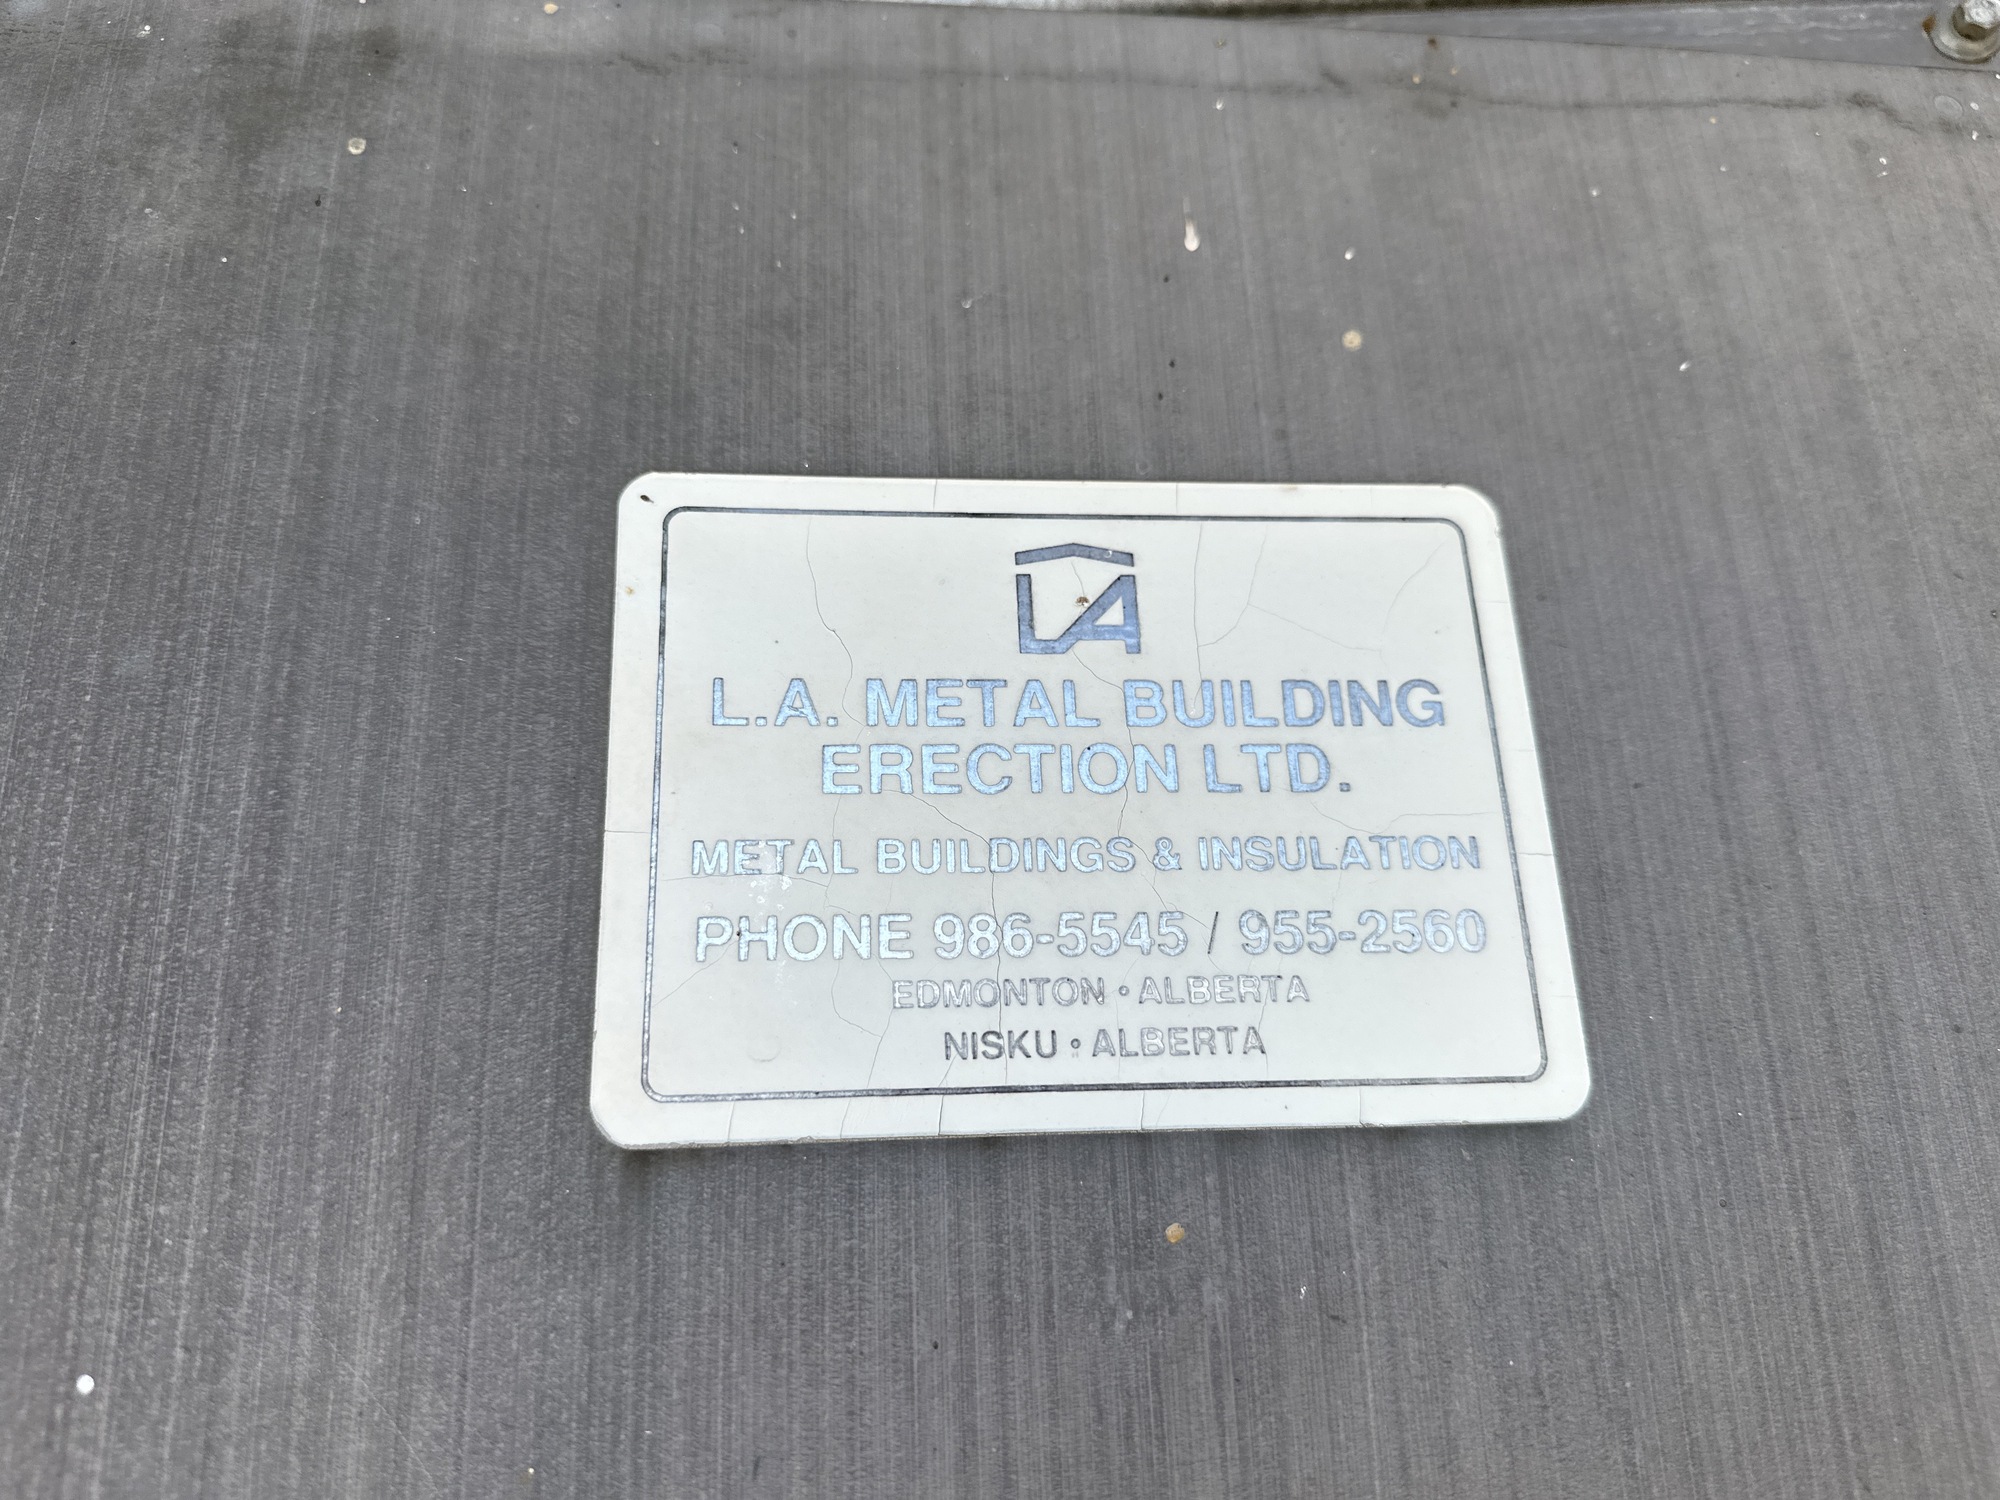 LA
L.A. METAL BUILDING
ERECTION LTD.
METAL BUILDINGS & INSULATION
PHONE 986-5545 / 955-2560
EDMONTON • ALBERTA
NISKU • ALBERTA